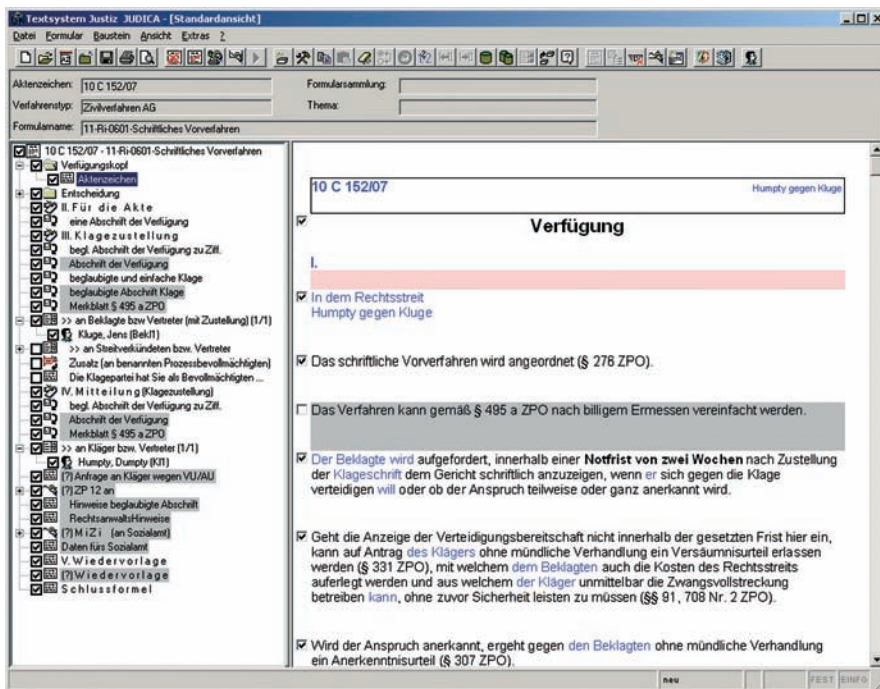 Textsystem Justiz JUDICA - [Standardansicht]
Datei Formular Baustein Ansicht Extras ?
Aktenzeichen: 10 C 152/07 Formularsammlung:
Verfahrenstyp: Zivilverfahren AG Thema:
Formularname: 11-Ri-0601-Schriftliches Vorverfahren
10 C 152/07 - 11-Ri-0601-Schriftliches Vorverfahren
Verfügungskopf
Aktenzeichen
Entscheidung
II. Für die Akte
eine Abschrift der Verfügung
III. Klagezustellung
begl. Abschrift der Verfügung zu Ziff.
Abschrift der Verfügung
beglaubigte und einfache Klage
beglaubigte Abschrift Klage
Merkblatt § 495 a ZPO
>> an Beklagte bzw Vertreter (mit Zustellung) (1/1)
Kluge, Jens (Bekl1)
>> an Streitverkündeten bzw. Vertreter
Zusatz (an benannten Prozessbevollmächtigten)
Die Klagepartei hat Sie als Bevollmächtigten ...
IV. Mitteilung (Klagezustellung)
begl. Abschrift der Verfügung zu Ziff.
Abschrift der Verfügung
Merkblatt § 495 a ZPO
>> an Kläger bzw. Vertreter (1/1)
Humpty, Dumpty (Kl1)
(?) Anfrage an Kläger wegen VU/AU
(?) ZP 12 an
Hinweise beglaubigte Abschrift
RechtsanwaltsHinweise
(?) MiZi (an Sozialamt)
Daten fürs Sozialamt
V. Wiedervorlage
(?) Wiedervorlage
Schlussformel
10 C 152/07 Humpty gegen Kluge
Verfügung
I.
In dem Rechtsstreit
Humpty gegen Kluge
Das schriftliche Vorverfahren wird angeordnet (§ 276 ZPO).
Das Verfahren kann gemäß § 495 a ZPO nach billigem Ermessen vereinfacht werden.
Der Beklagte wird aufgefordert, innerhalb einer Notfrist von zwei Wochen nach Zustellung
der Klageschrift dem Gericht schriftlich anzuzeigen, wenn er sich gegen die Klage
verteidigen will oder ob der Anspruch teilweise oder ganz anerkannt wird.
Geht die Anzeige der Verteidigungsbereitschaft nicht innerhalb der gesetzten Frist hier ein,
kann auf Antrag des Klägers ohne mündliche Verhandlung ein Versäumnisurteil erlassen
werden (§ 331 ZPO), mit welchem dem Beklagten auch die Kosten des Rechtsstreits
auferlegt werden und aus welchem der Kläger unmittelbar die Zwangsvollstreckung
betreiben kann, ohne zuvor Sicherheit leisten zu müssen (§§ 91, 708 Nr. 2 ZPO).
Wird der Anspruch anerkannt, ergeht gegen den Beklagten ohne mündliche Verhandlung
ein Anerkenntnisurteil (§ 307 ZPO).
neu FEST EINFG